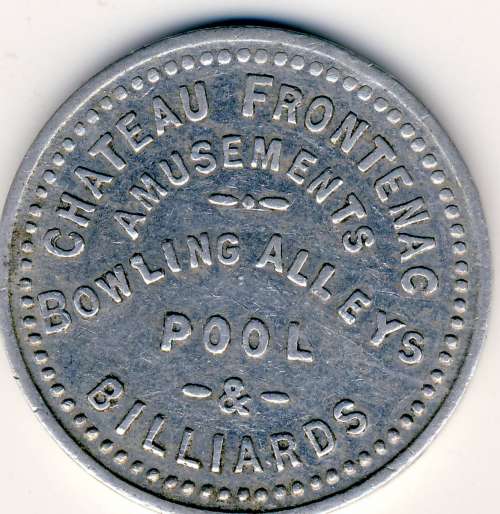 CHATEAU FRONTENAC
AMUSEMENTS
BOWLING ALLEYS
POOL
&
BILLIARDS